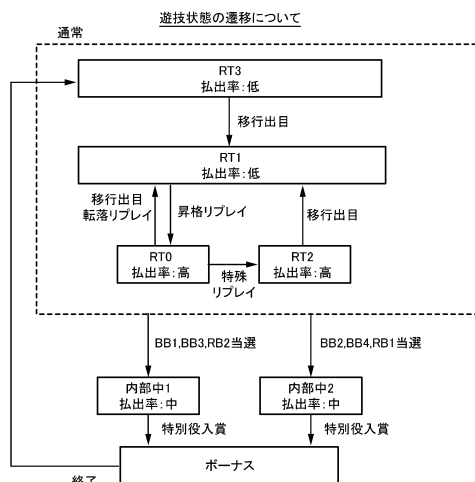 遊技状態の遷移について
通常
RT3
払出率:低
移行出目
RT1
払出率:低
移行出目
転落リプレイ
昇格リプレイ
移行出目
RT0
払出率:高
特殊
リプレイ
RT2
払出率:高
BB1,BB3,RB2当選
BB2,BB4,RB1当選
内部中1
払出率:中
内部中2
払出率:中
特別役入賞
特別役入賞
ボーナス
終了